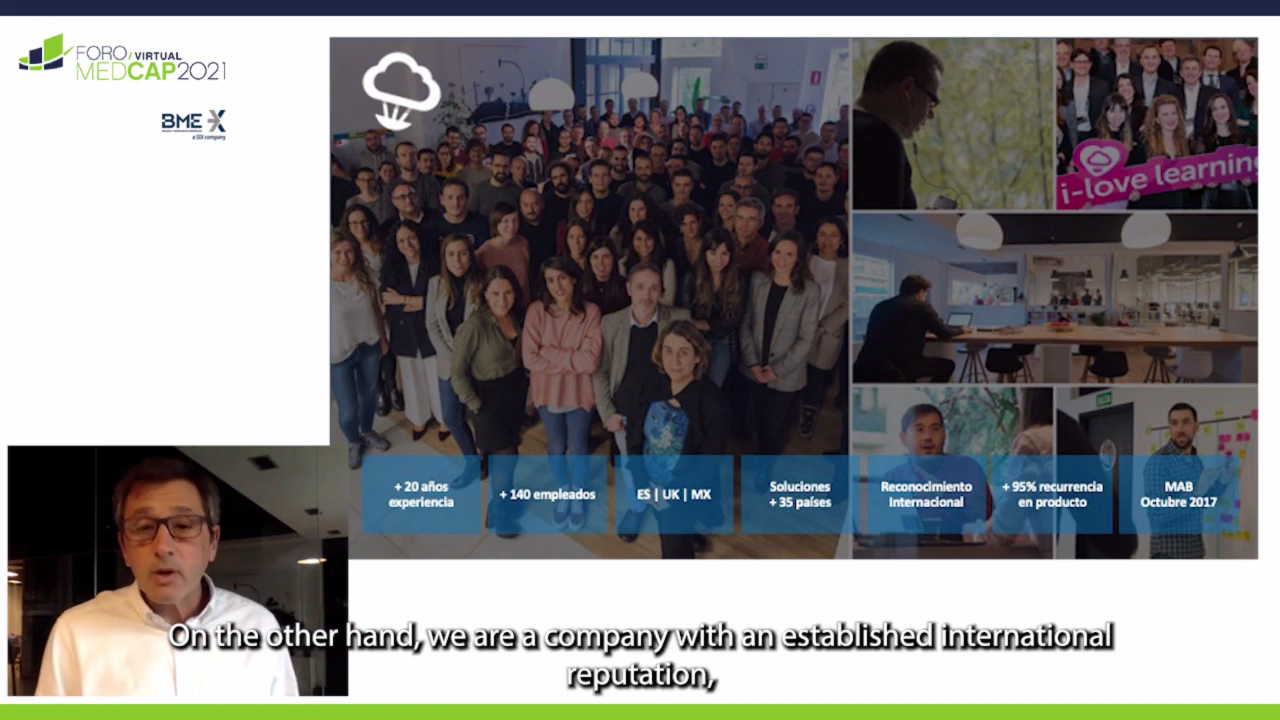 FORO / VIRTUAL
MEDCAP2021
BME X
a SIX company
i-love learning
+ 20 años
experiencia
+ 140 empleados
ES | UK | MX
Soluciones
+ 35 países
Reconocimiento
Internacional
+ 95% recurrencia
en producto
MAB
Octubre 2017
On the other hand, we are a company with an established international
reputation,